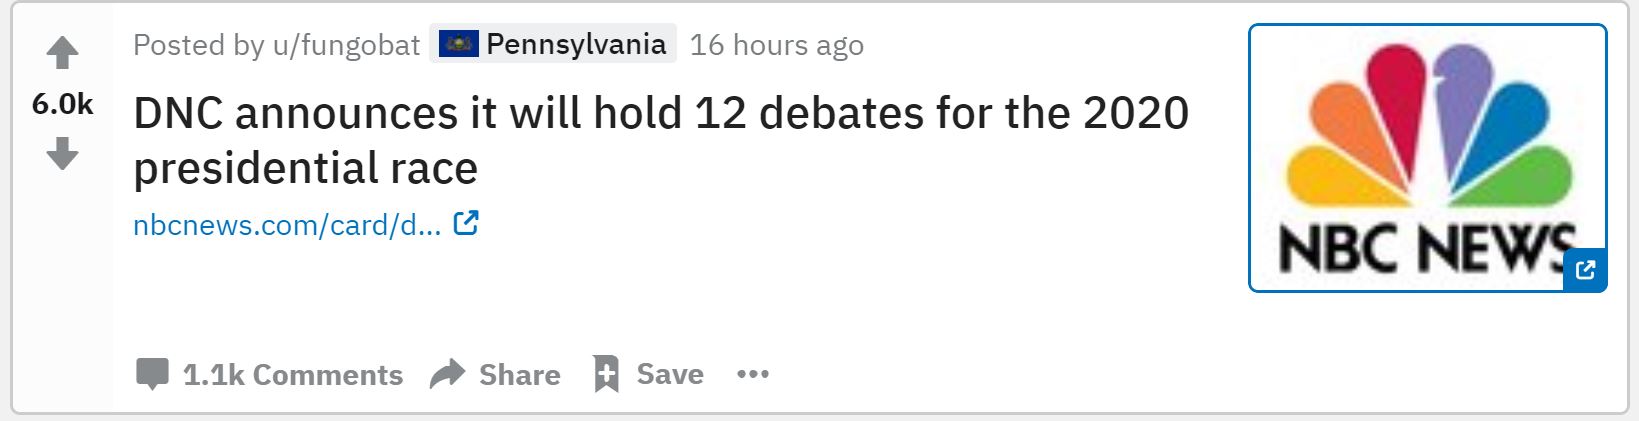 Posted by u/fungobat Pennsylvania 16 hours ago
6.0k
DNC announces it will hold 12 debates for the 2020
presidential race
nbcnews.com/card/d...
NBC NEWS
1.1k Comments Share Save